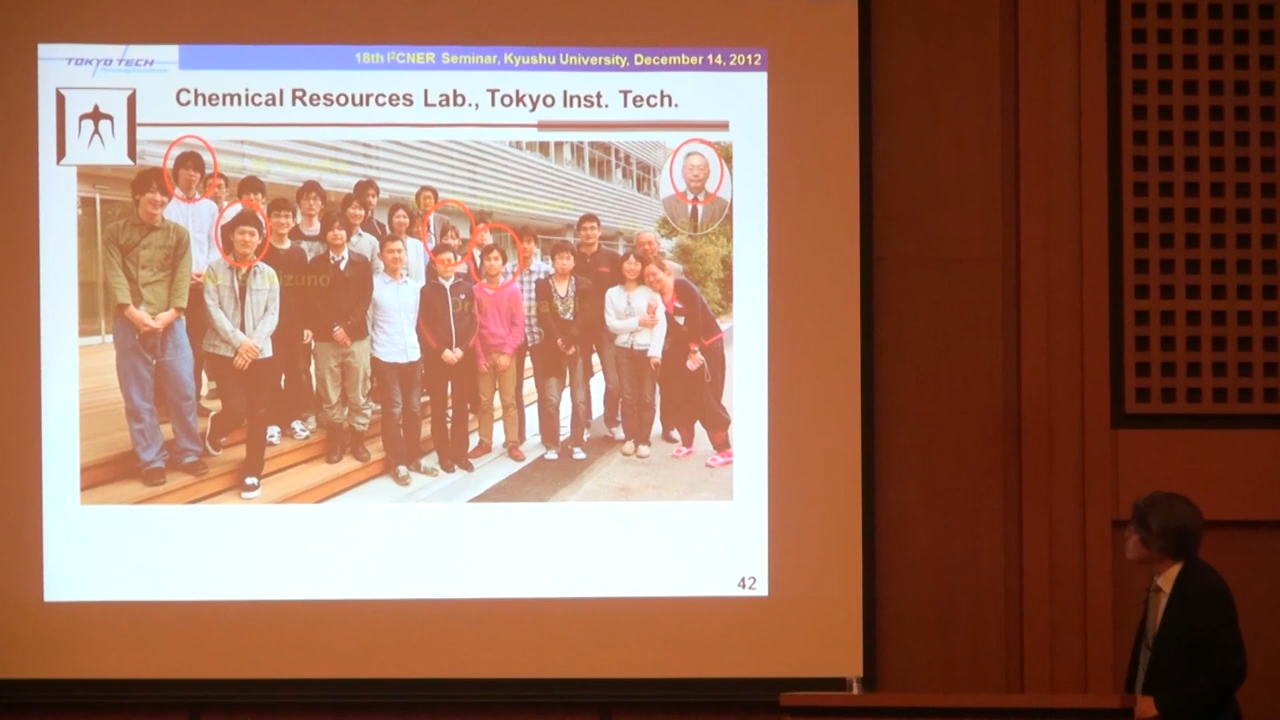 TOKYO TECH
18th I²CNER Seminar, Kyushu University, December 14, 2012
Chemical Resources Lab., Tokyo Inst. Tech.
42